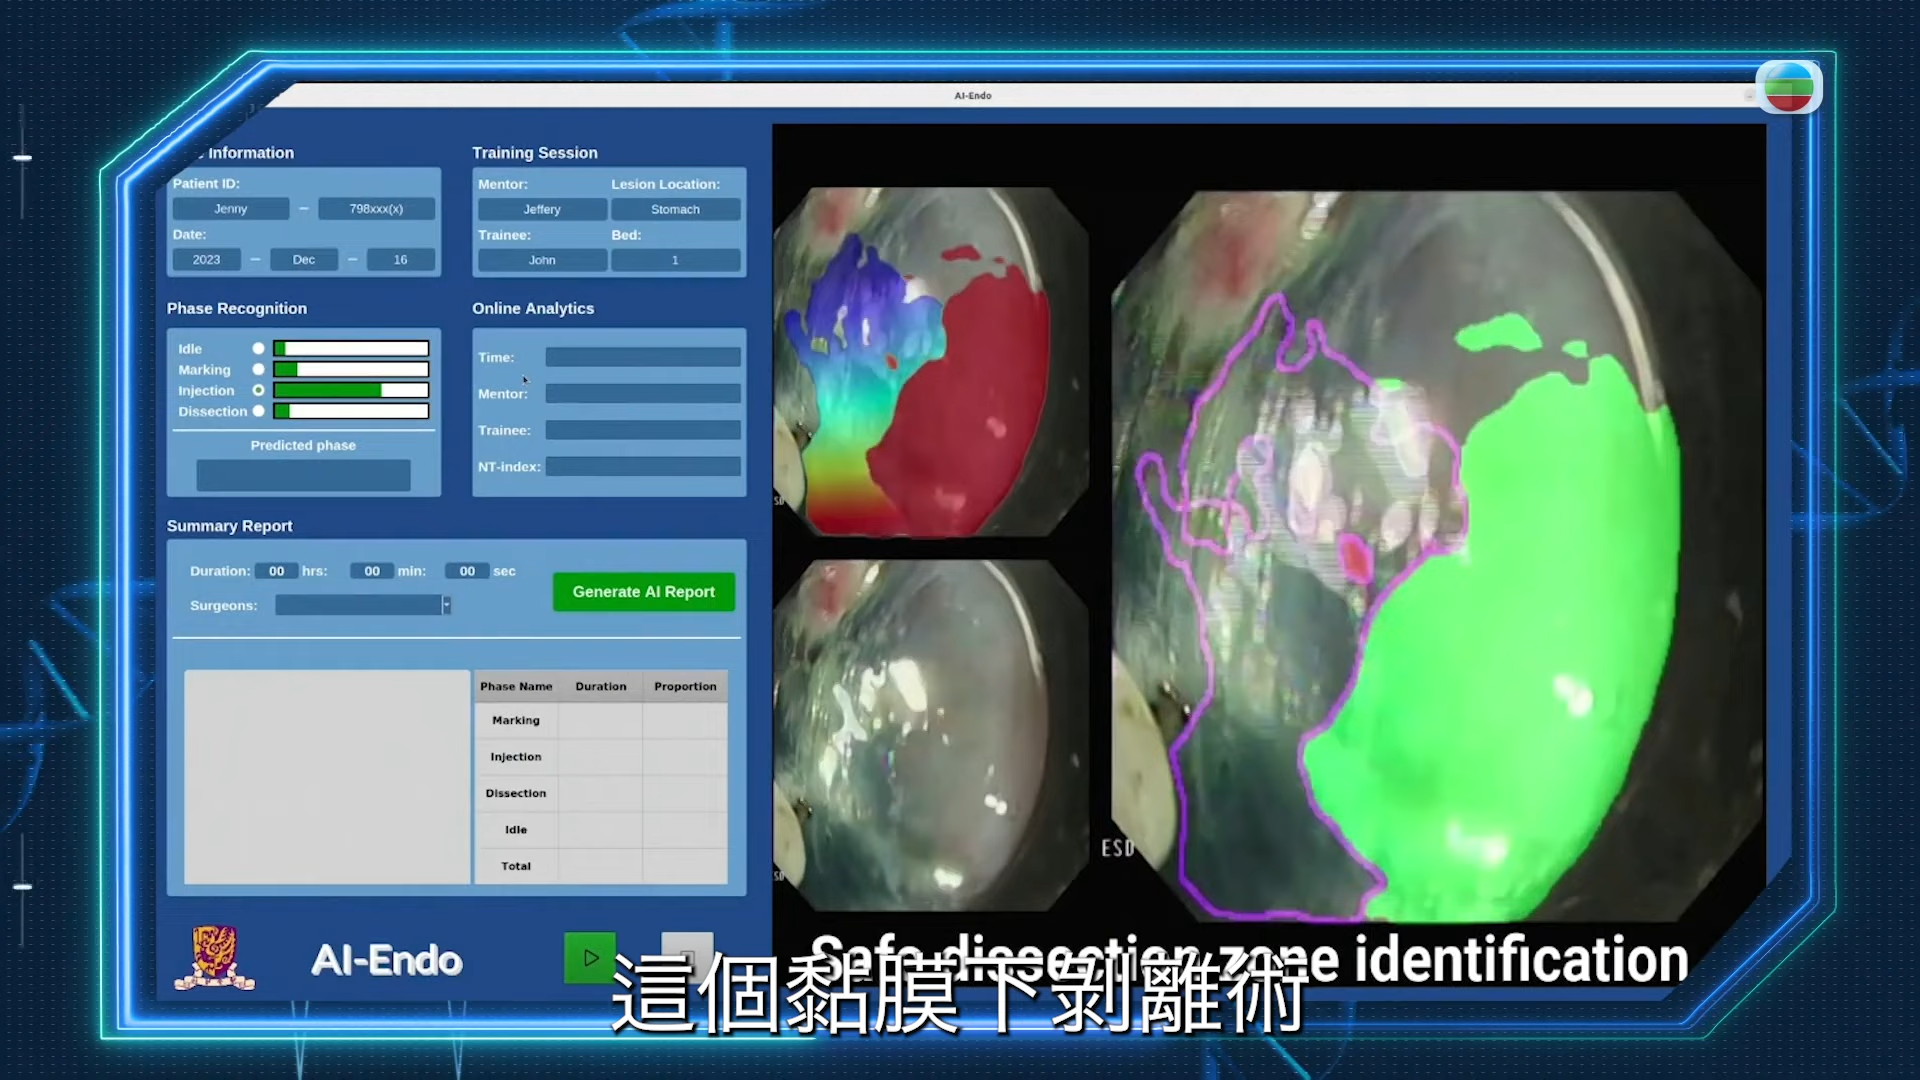 AI-Endo
Information
Patient ID:
Jenny – 798xxx(x)
Date:
2023 – Dec – 16
Training Session
Mentor: Lesion Location:
Jeffery Stomach
Trainee: Bed:
John 1
Phase Recognition
Idle
Marking
Injection
Dissection
Predicted phase
Online Analytics
Time:
Mentor:
Trainee:
NT-index:
Summary Report
Duration: 00 hrs: 00 min: 00 sec
Surgeons:
Generate AI Report
Phase Name Duration Proportion
Marking
Injection
Dissection
Idle
Total
ESD
AI-Endo
Safe dissection zone identification
這個黏膜下剝離術